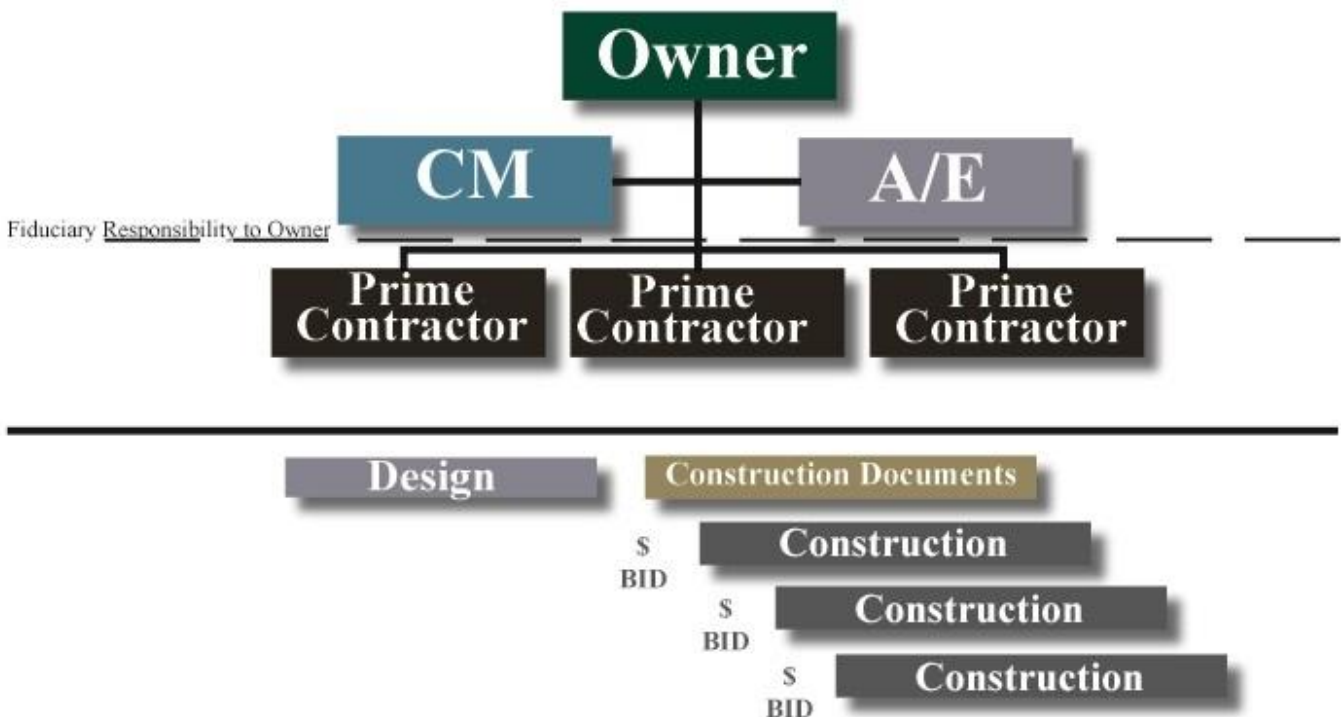 Owner
CM
A/E
Fiduciary Responsibility to Owner
Prime
Contractor
Prime
Contractor
Prime
Contractor
Design
Construction Documents
$
BID
Construction
$
BID
Construction
$
BID
Construction